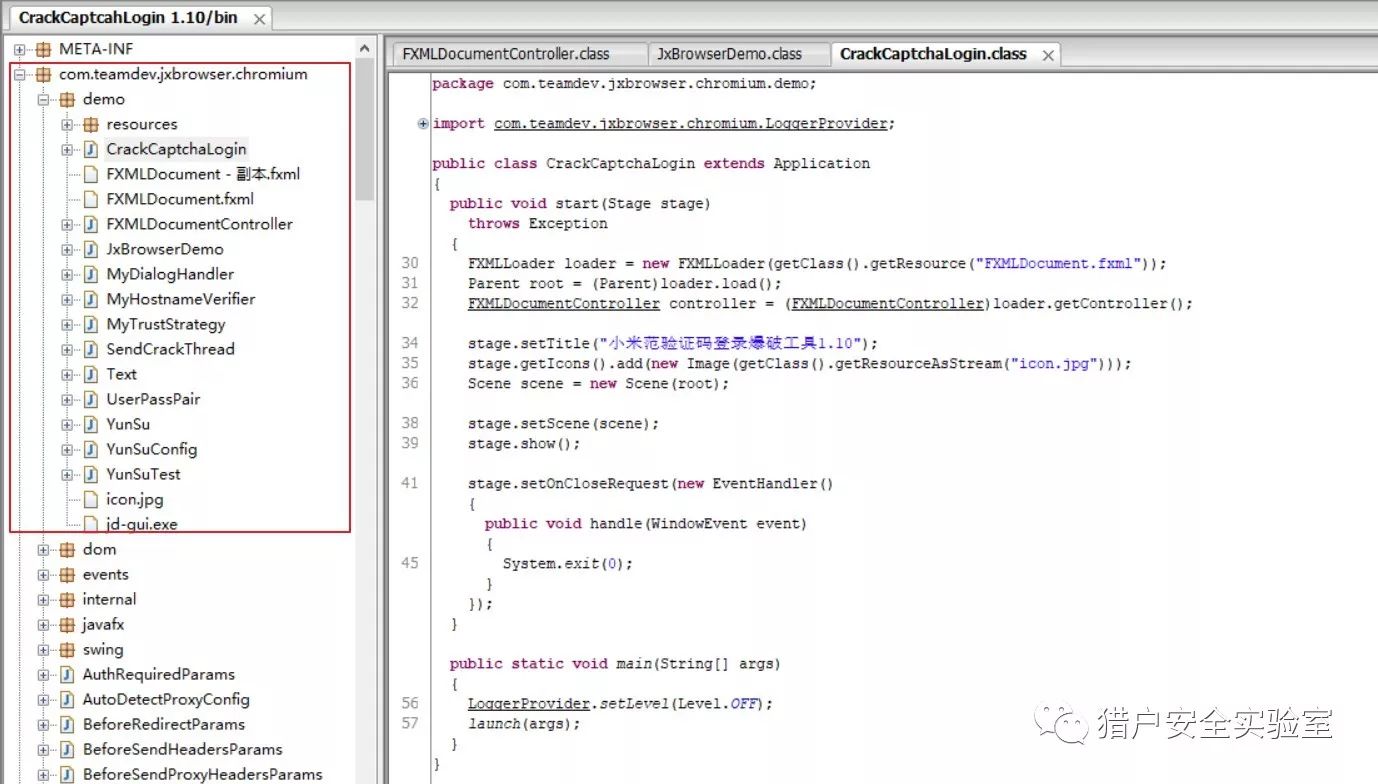 CrackCaptcahLogin 1.10/bin
META-INF
com.teamdev.jxbrowser.chromium
demo
resources
CrackCaptchaLogin
FXMLDocument - 副本.fxml
FXMLDocument.fxml
FXMLDocumentController
JxBrowserDemo
MyDialogHandler
MyHostnameVerifier
MyTrustStrategy
SendCrackThread
Text
UserPassPair
YunSu
YunSuConfig
YunSuTest
icon.jpg
jd-gui.exe
dom
events
internal
javafx
swing
AuthRequiredParams
AutoDetectProxyConfig
BeforeRedirectParams
BeforeSendHeadersParams
BeforeSendProxyHeadersParams
FXMLDocumentController.class JxBrowserDemo.class CrackCaptchaLogin.class
package com.teamdev.jxbrowser.chromium.demo;
import com.teamdev.jxbrowser.chromium.LoggerProvider;
public class CrackCaptchaLogin extends Application
{
public void start(Stage stage)
throws Exception
{
30 FXMLLoader loader = new FXMLLoader(getClass().getResource("FXMLDocument.fxml"));
31 Parent root = (Parent)loader.load();
32 FXMLDocumentController controller = (FXMLDocumentController)loader.getController();
34 stage.setTitle("小米范验证码登录爆破工具1.10");
35 stage.getIcons().add(new Image(getClass().getResourceAsStream("icon.jpg")));
36 Scene scene = new Scene(root);
38 stage.setScene(scene);
39 stage.show();
41 stage.setOnCloseRequest(new EventHandler()
{
public void handle(WindowEvent event)
{
45 System.exit(0);
}
});
}
public static void main(String[] args)
{
56 LoggerProvider.setLevel(Level.OFF);
57 launch(args);
}
}
猎户安全实验室